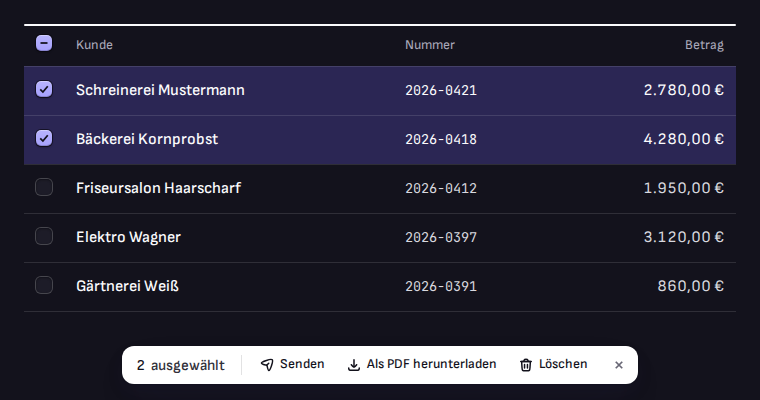 Kunde Nummer Betrag
Schreinerei Mustermann 2026-0421 2.780,00 €
Bäckerei Kornprobst 2026-0418 4.280,00 €
Friseursalon Haarscharf 2026-0412 1.950,00 €
Elektro Wagner 2026-0397 3.120,00 €
Gärtnerei Weiß 2026-0391 860,00 €
2 ausgewählt Senden Als PDF herunterladen Löschen ×